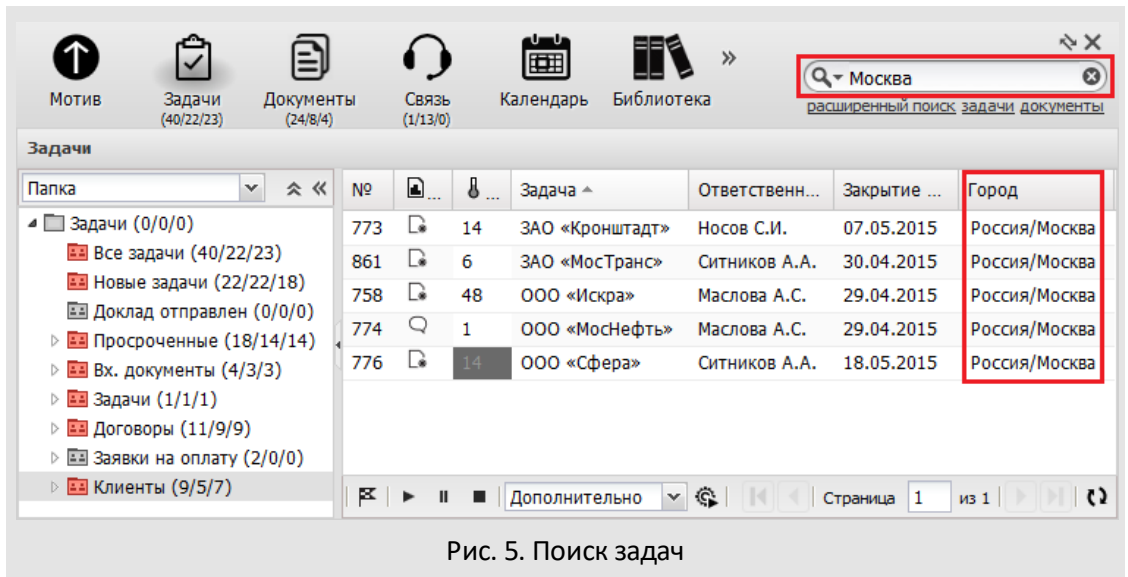 Москва
Мотив
Задачи
(40/22/23)
Документы
(24/8/4)
Связь
(1/13/0)
Календарь
Библиотека
»
расширенный поиск задачи документы
Задачи
Папка
Задачи (0/0/0)
Все задачи (40/22/23)
Новые задачи (22/22/18)
Доклад отправлен (0/0/0)
Просроченные (18/14/14)
Вх. документы (4/3/3)
Задачи (1/1/1)
Договоры (11/9/9)
Заявки на оплату (2/0/0)
Клиенты (9/5/7)
№ ... ... Задача Ответственн... Закрытие ... Город
773 14 ЗАО «Кронштадт» Носов С.И. 07.05.2015 Россия/Москва
861 6 ЗАО «МосТранс» Ситников А.А. 30.04.2015 Россия/Москва
758 48 ООО «Искра» Маслова А.С. 29.04.2015 Россия/Москва
774 1 ООО «МосНефть» Маслова А.С. 29.04.2015 Россия/Москва
776 14 ООО «Сфера» Ситников А.А. 18.05.2015 Россия/Москва
Дополнительно Страница 1 из 1
Рис. 5. Поиск задач